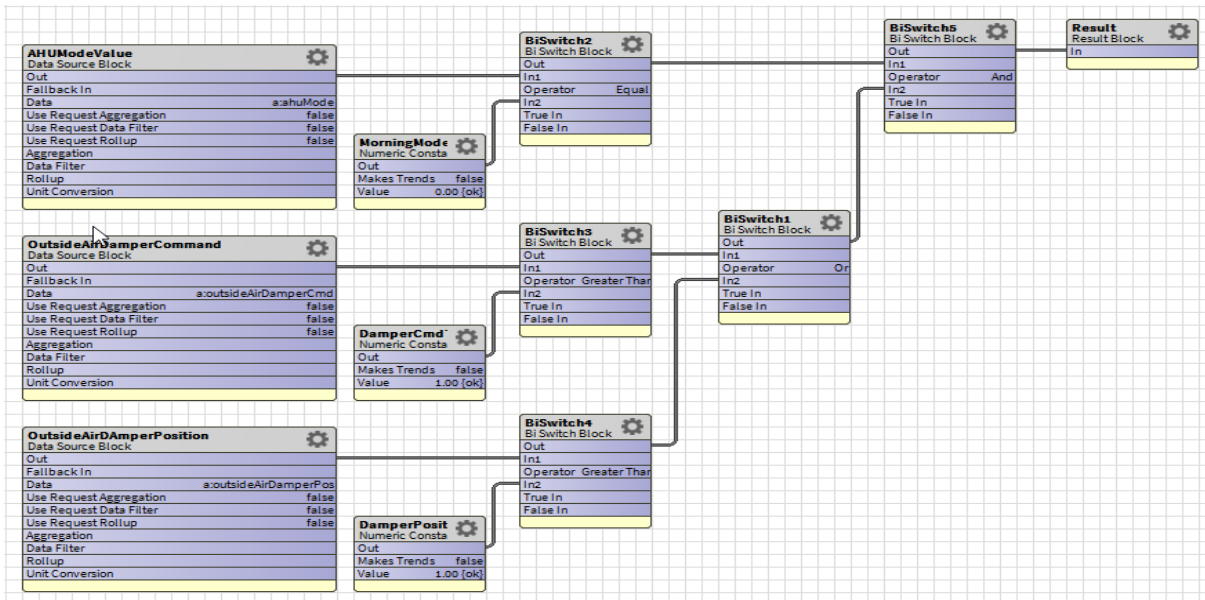 AHUModeValue
Data Source Block
Out
Fallback In
Data a:ahuMode
Use Request Aggregation false
Use Request Data Filter false
Use Request Rollup false
Aggregation
Data Filter
Rollup
Unit Conversion
MorningMode
Numeric Consta
Out
Makes Trends false
Value 0.00 {ok}
BiSwitch2
Bi Switch Block
Out
In1
Operator Equal
In2
True In
False In
BiSwitch5
Bi Switch Block
Out
In1
Operator And
In2
True In
False In
Result
Result Block
In
OutsideAirDamperCommand
Data Source Block
Out
Fallback In
Data a:outsideAirDamperCmd
Use Request Aggregation false
Use Request Data Filter false
Use Request Rollup false
Aggregation
Data Filter
Rollup
Unit Conversion
DamperCmd
Numeric Consta
Out
Makes Trends false
Value 1.00 {ok}
BiSwitch3
Bi Switch Block
Out
In1
Operator Greater Than
In2
True In
False In
BiSwitch1
Bi Switch Block
Out
In1
Operator Or
In2
True In
False In
OutsideAirDAmperPosition
Data Source Block
Out
Fallback In
Data a:outsideAirDamperPos
Use Request Aggregation false
Use Request Data Filter false
Use Request Rollup false
Aggregation
Data Filter
Rollup
Unit Conversion
DamperPosit
Numeric Consta
Out
Makes Trends false
Value 1.00 {ok}
BiSwitch4
Bi Switch Block
Out
In1
Operator Greater Than
In2
True In
False In